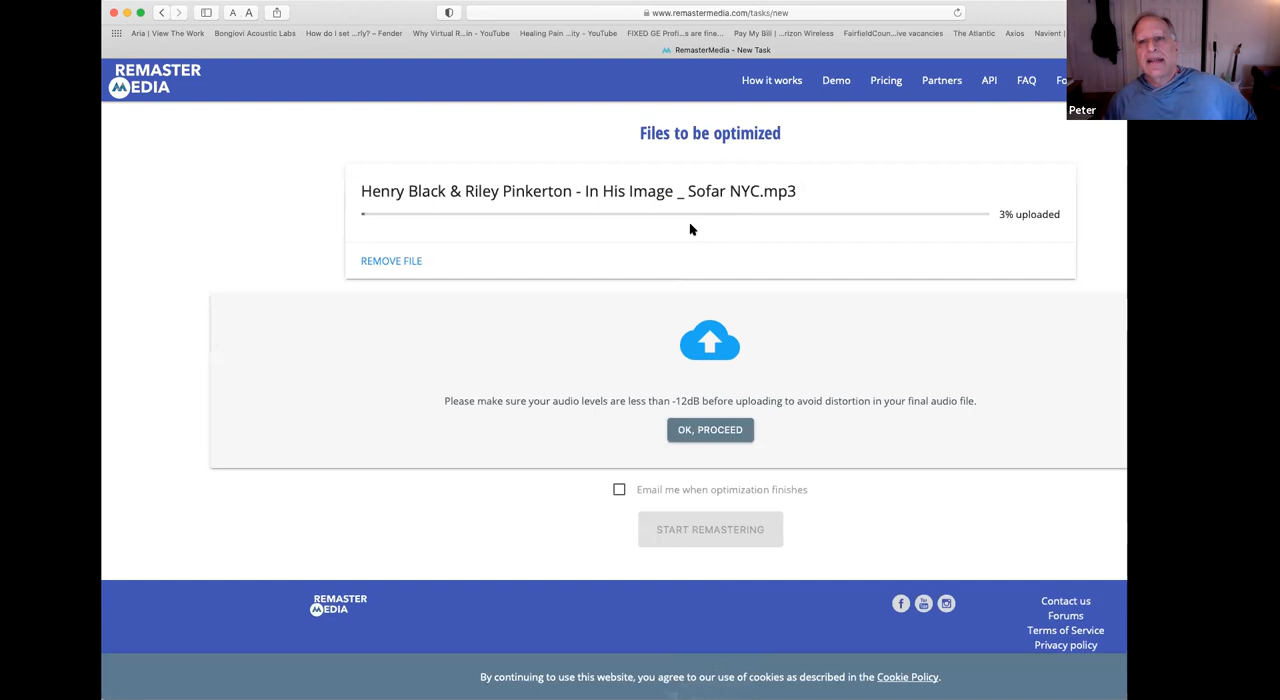 A A
www.remastermedia.com/tasks/new
Aria | View The Work Bongiovi Acoustic Labs How do I set ...rly? – Fender Why Virtual R...in - YouTube Healing Pain ...ity - YouTube FIXED GE Profi...s are fine... Pay My Bill | ...rizon Wireless FairfieldCoun...ive vacancies The Atlantic Axios Navient
RemasterMedia - New Task
REMASTER
MEDIA
How it works Demo Pricing Partners API FAQ Fo
Peter
Files to be optimized
Henry Black & Riley Pinkerton - In His Image _ Sofar NYC.mp3
3% uploaded
REMOVE FILE
Please make sure your audio levels are less than -12dB before uploading to avoid distortion in your final audio file.
OK, PROCEED
Email me when optimization finishes
START REMASTERING
REMASTER
MEDIA
f You Tube
Contact us
Forums
Terms of Service
Privacy policy
By continuing to use this website, you agree to our use of cookies as described in the Cookie Policy.